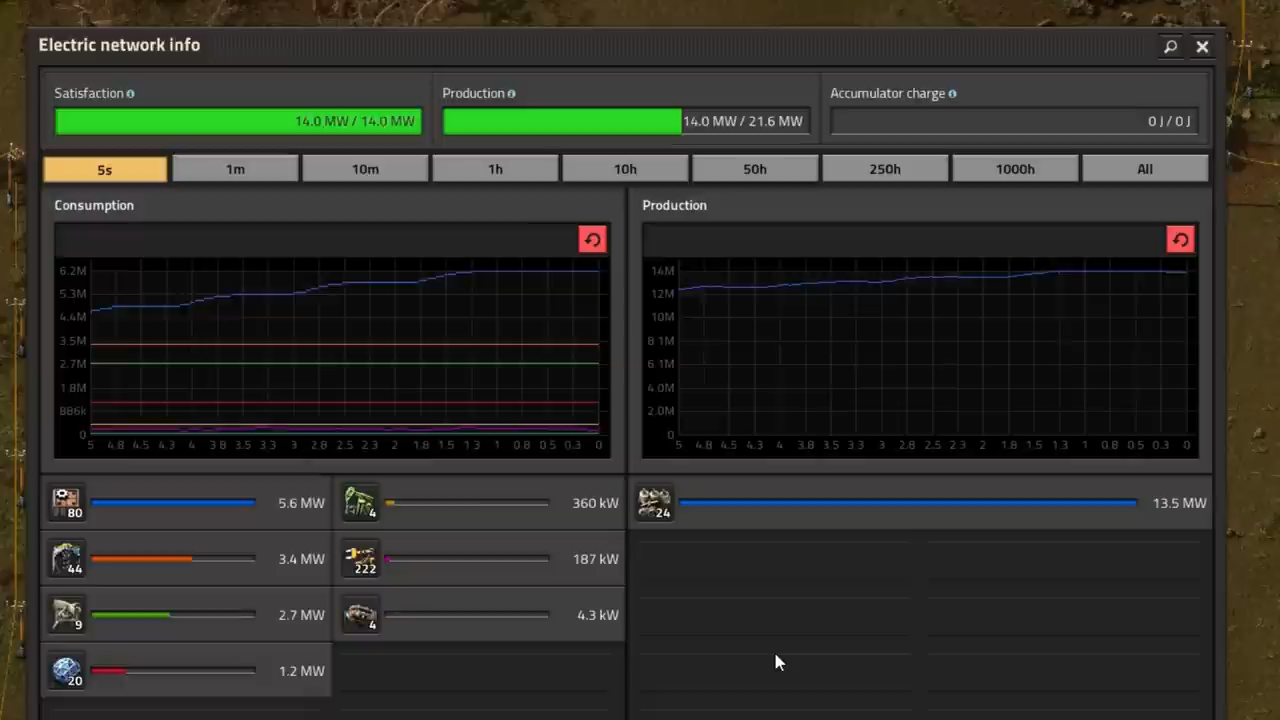 Electric network info
Satisfaction Production Accumulator charge
14.0 MW / 14.0 MW 14.0 MW / 21.6 MW 0 J / 0 J
5s 1m 10m 1h 10h 50h 250h 1000h All
Consumption
6.2M
5.3M
4.4M
3.5M
2.7M
1.8M
886k
0
5 4.8 4.5 4.3 4 3.8 3.5 3.3 3 2.8 2.5 2.3 2 1.8 1.5 1.3 1 0.8 0.5 0.3 0
Production
14M
12M
10M
8.1M
6.1M
4.0M
2.0M
0
5 4.8 4.5 4.3 4 3.8 3.5 3.3 3 2.8 2.5 2.3 2 1.8 1.5 1.3 1 0.8 0.5 0.3 0
80 5.6 MW
4 360 kW
24 13.5 MW
44 3.4 MW
222 187 kW
9 2.7 MW
4 4.3 kW
20 1.2 MW